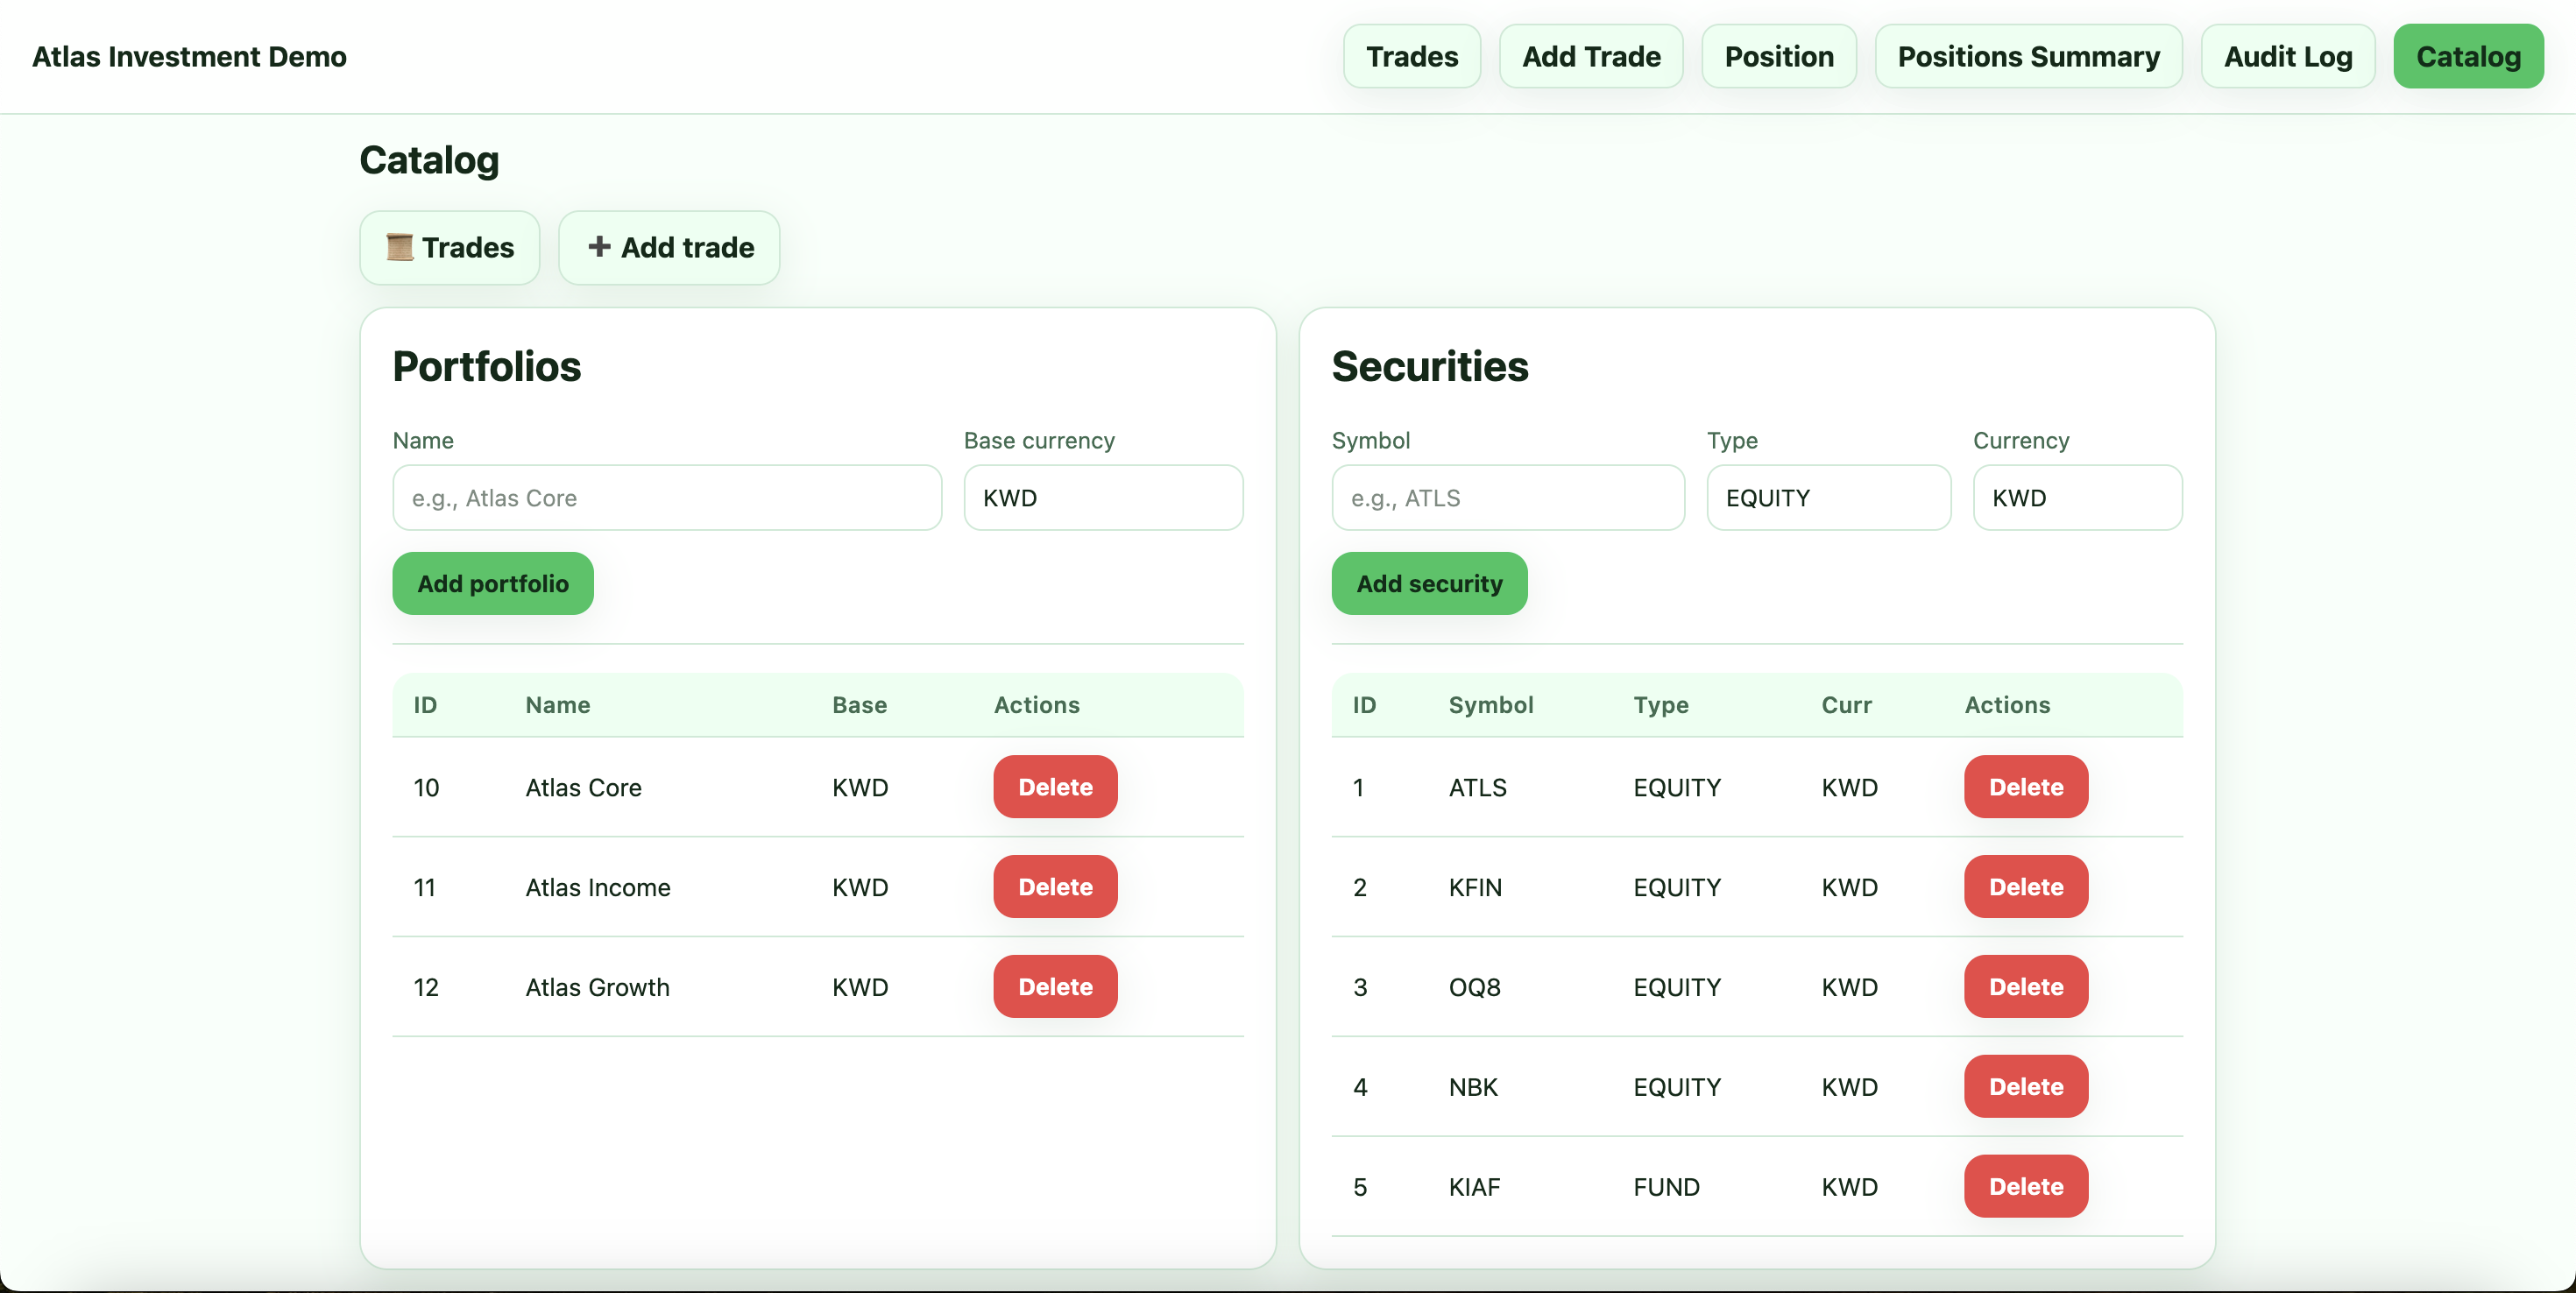 Atlas Investment Demo
Trades Add Trade Position Positions Summary Audit Log Catalog
Catalog
Trades + Add trade
Portfolios
Name Base currency
e.g., Atlas Core KWD
Add portfolio
ID Name Base Actions
10 Atlas Core KWD Delete
11 Atlas Income KWD Delete
12 Atlas Growth KWD Delete
Securities
Symbol Type Currency
e.g., ATLS EQUITY KWD
Add security
ID Symbol Type Curr Actions
1 ATLS EQUITY KWD Delete
2 KFIN EQUITY KWD Delete
3 OQ8 EQUITY KWD Delete
4 NBK EQUITY KWD Delete
5 KIAF FUND KWD Delete